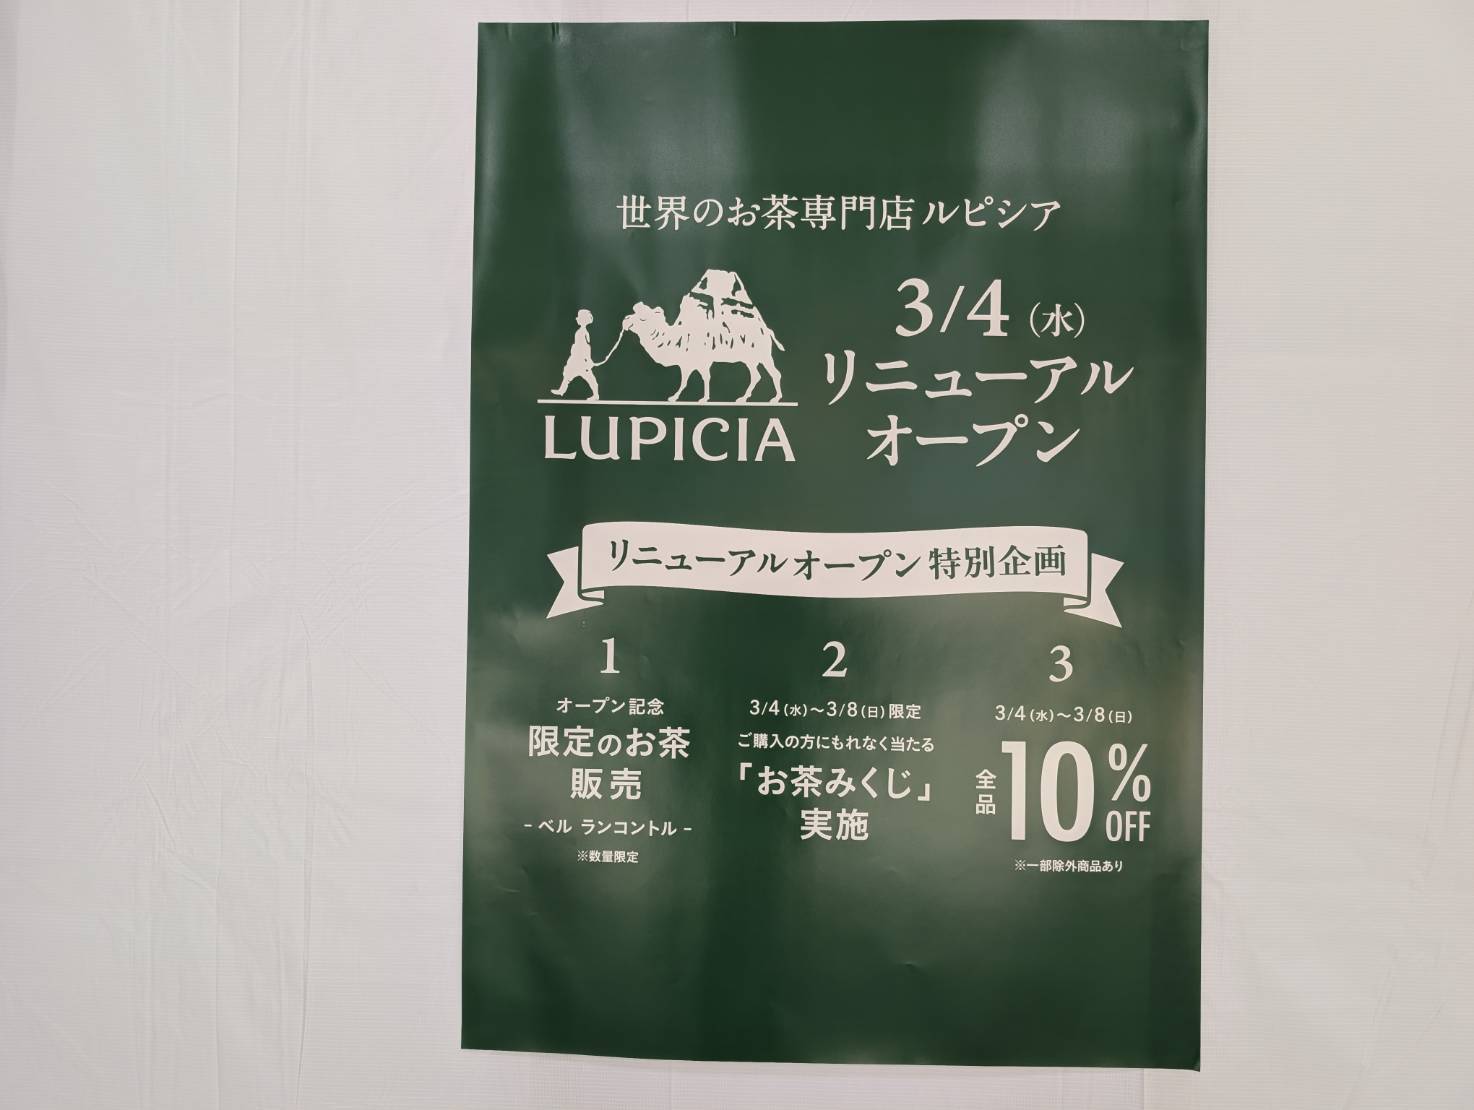 世界のお茶専門店 ルピシア
LUPICIA
3/4(水)
リニューアル
オープン
リニューアル オープン 特別企画
1
オープン記念
限定のお茶
販売
- ベル ランコントル -
※数量限定
2
3/4(水)～3/8(日)限定
ご購入の方にもれなく当たる
「お茶みくじ」
実施
3
3/4(水)～3/8(日)
全品10%OFF
※一部除外商品あり